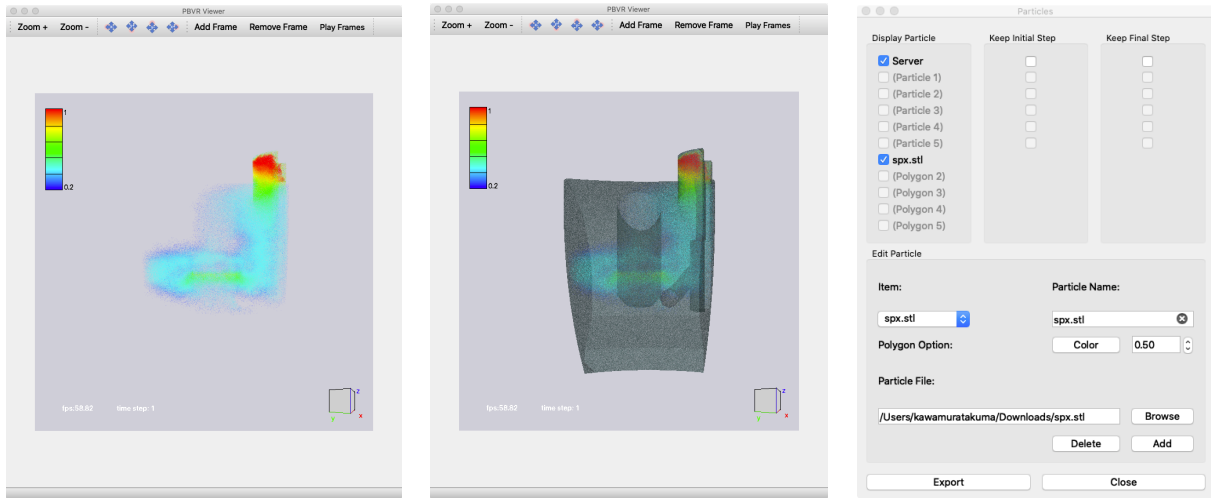 PBVR Viewer
Zoom + Zoom - Add Frame Remove Frame Play Frames
1
0.2
fps:58.82 time step: 1
z
y x
PBVR Viewer
Zoom + Zoom - Add Frame Remove Frame Play Frames
1
0.2
fps:58.82 time step: 1
z
y x
Particles
Display Particle Keep Initial Step Keep Final Step
Server
(Particle 1)
(Particle 2)
(Particle 3)
(Particle 4)
(Particle 5)
spx.stl
(Polygon 2)
(Polygon 3)
(Polygon 4)
(Polygon 5)
Edit Particle
Item: Particle Name:
spx.stl spx.stl
Polygon Option: Color 0.50
Particle File:
/Users/kawamuratakuma/Downloads/spx.stl Browse
Delete Add
Export Close